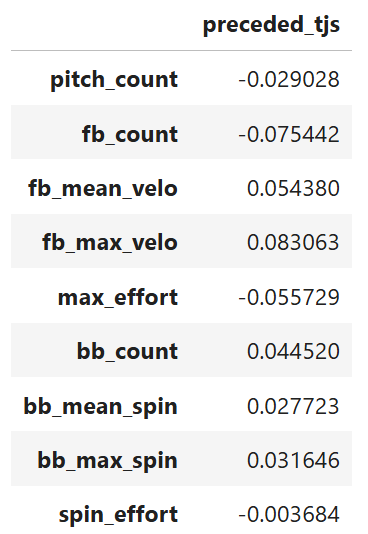 preceded_tjs
pitch_count -0.029028
fb_count -0.075442
fb_mean_velo 0.054380
fb_max_velo 0.083063
max_effort -0.055729
bb_count 0.044520
bb_mean_spin 0.027723
bb_max_spin 0.031646
spin_effort -0.003684